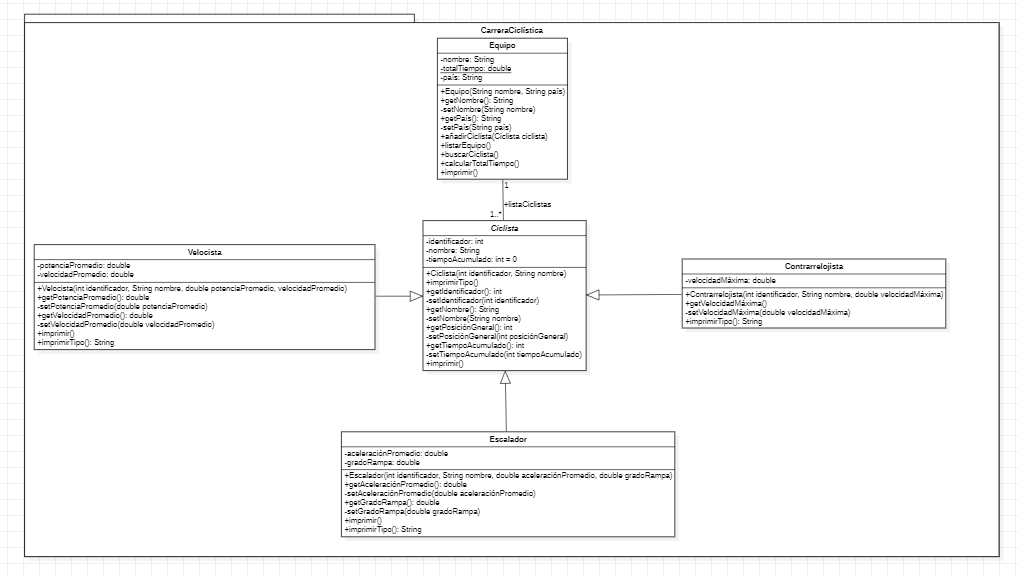 CarreraCiclística
Equipo
-nombre: String
-totalTiempo: double
-país: String
+Equipo(String nombre, String país)
+getNombre(): String
-setNombre(String nombre)
+getPaís(): String
-setPaís(String país)
+añadirCiclista(Ciclista ciclista)
+listarEquipo()
+buscarCiclista()
+calcularTotalTiempo()
+imprimir()
1
+listaCiclistas
1..*
Ciclista
-identificador: int
-nombre: String
-tiempoAcumulado: int = 0
+Ciclista(int identificador, String nombre)
+imprimirTipo()
+getIdentificador(): int
-setIdentificador(int identificador)
+getNombre(): String
-setNombre(String nombre)
+getPosiciónGneral(): int
-setPosiciónGeneral(int posiciónGeneral)
+getTiempoAcumulado(): int
-setTiempoAcumulado(int tiempoAcumulado)
+imprimir()
Velocista
-potenciaPromedio: double
-velocidadPromedio: double
+Velocista(int identificador, String nombre, double potenciaPromedio, velocidadPromedio)
+getPotenciaPromedio(): double
-setPotenciaPromedio(double potenciaPromedio)
+getVelocidadPromedio(): double
-setVelocidadPromedio(double velocidadPromedio)
+imprimir()
+imprimirTipo(): String
Contrarrelojista
-velocidadMáxima: double
+Contrarrelojista(int identificador, String nombre, double velocidadMáxima)
+getVelocidadMáxima()
-setVelocidadMáxima(double velocidadMáxima)
+imprimirTipo(): String
Escalador
-aceleraciónPromedio: double
-gradoRampa: double
+Escalador(int identificador, String nombre, double aceleraciónPromedio, double gradoRampa)
+getAceleraciónPromedio(): double
-setAceleraciónPromedio(double aceleraciónPromedio)
+getGradoRampa(): double
-setGradoRampa(double gradoRampa)
+imprimir()
+imprimirTipo(): String